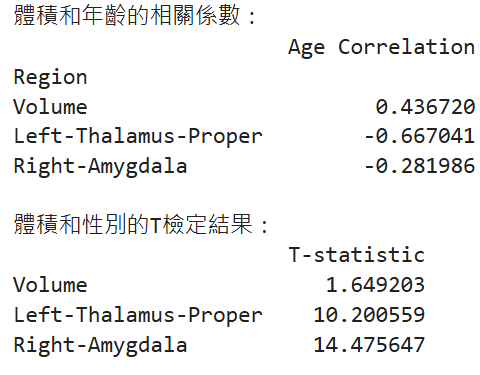 體積和年齡的相關係數：
Age Correlation
Region
Volume 0.436720
Left-Thalamus-Proper -0.667041
Right-Amygdala -0.281986
體積和性別的T檢定結果：
T-statistic
Volume 1.649203
Left-Thalamus-Proper 10.200559
Right-Amygdala 14.475647